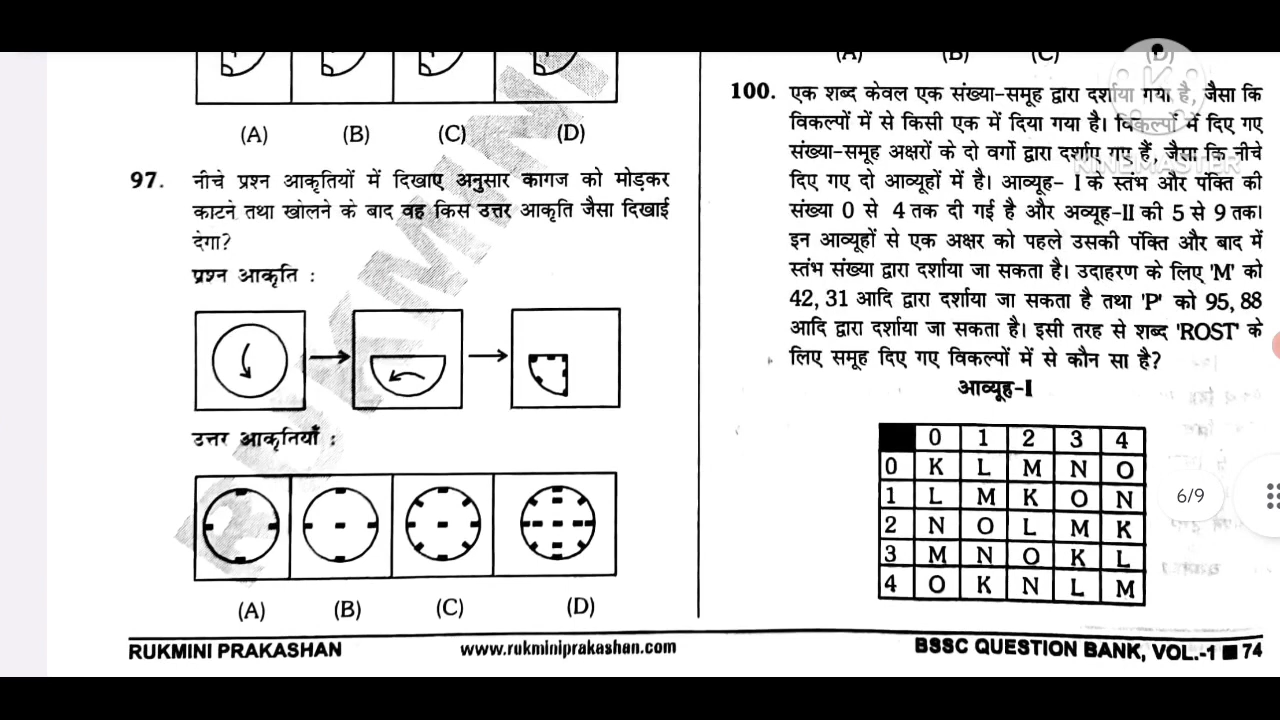 (A) (B) (C) (D)
97. नीचे प्रश्न आकृतियों में दिखाए अनुसार कागज को मोड़कर
काटने तथा खोलने के बाद वह किस उत्तर आकृति जैसा दिखाई
देगा?
प्रश्न आकृति :
उत्तर आकृतियाँ :
(A) (B) (C) (D)
(A) (B) (C) (D)
100. एक शब्द केवल एक संख्या-समूह द्वारा दर्शाया गया है, जैसा कि
विकल्पों में से किसी एक में दिया गया है। विकल्पों में दिए गए
संख्या-समूह अक्षरों के दो वर्गो द्वारा दर्शाए गए हैं, जैसा कि नीचे
दिए गए दो आव्यूहों में है। आव्यूह- I के स्तंभ और पंक्ति की
संख्या 0 से 4 तक दी गई है और अव्यूह-II की 5 से 9 तक।
इन आव्यूहों से एक अक्षर को पहले उसकी पंक्ति और बाद में
स्तंभ संख्या द्वारा दर्शाया जा सकता है। उदाहरण के लिए 'M' को
42, 31 आदि द्वारा दर्शाया जा सकता है तथा 'P' को 95, 88
आदि द्वारा दर्शाया जा सकता है। इसी तरह से शब्द 'ROST' के
लिए समूह दिए गए विकल्पों में से कौन सा है?
आव्यूह-I
0 1 2 3 4
0 K L M N O
1 L M K O N
2 N O L M K
3 M N O K L
4 O K N L M
RUKMINI PRAKASHAN www.rukminiprakashan.com BSSC QUESTION BANK, VOL.-1 ■ 74
6/9
KINEMASTER